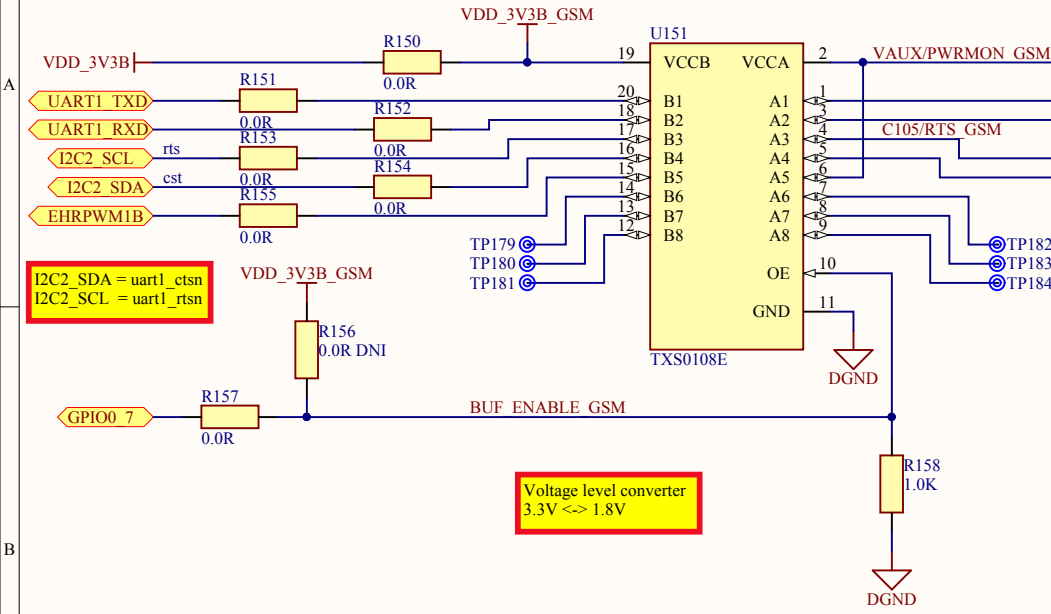 VDD_3V3B_GSM
U151
VDD_3V3B
R150
0.0R
19
VCCB
VCCA
2
VAUX/PWRMON_GSM
A
R151
0.0R
UART1_TXD
20
B1
A1
1
R152
0.0R
UART1_RXD
18
B2
A2
3
C105/RTS_GSM
R153
0.0R
I2C2_SCL
rts
17
B3
A3
4
R154
0.0R
I2C2_SDA
cst
16
B4
A4
5
R155
0.0R
EHRPWM1B
15
B5
A5
6
14
B6
A6
7
13
B7
A7
8
12
B8
A8
9
TP179
TP180
TP181
TP182
TP183
TP184
OE
10
GND
11
TXS0108E
DGND
I2C2_SDA = uart1_ctsn
I2C2_SCL = uart1_rtsn
VDD_3V3B_GSM
R156
0.0R DNI
R157
0.0R
GPIO0_7
BUF_ENABLE_GSM
R158
1.0K
DGND
Voltage level converter
3.3V <-> 1.8V
B